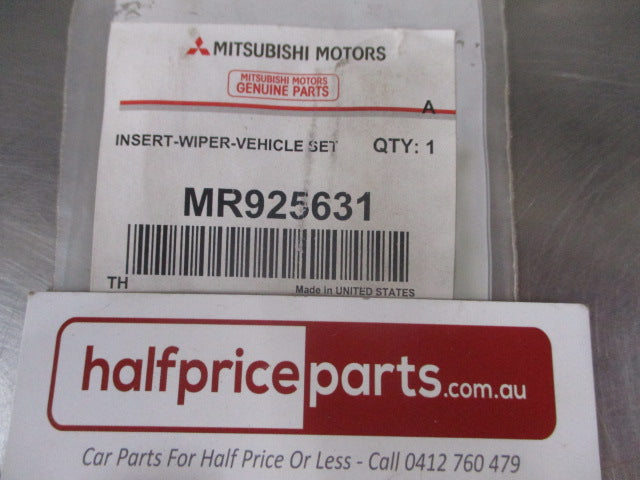 MITSUBISHI MOTORS
MITSUBISHI MOTORS
GENUINE PARTS
A
INSERT-WIPER-VEHICLE SET QTY: 1
MR925631
TH
Made in UNITED STATES
halfpriceparts.com.au
Car Parts For Half Price Or Less - Call 0412 760 479